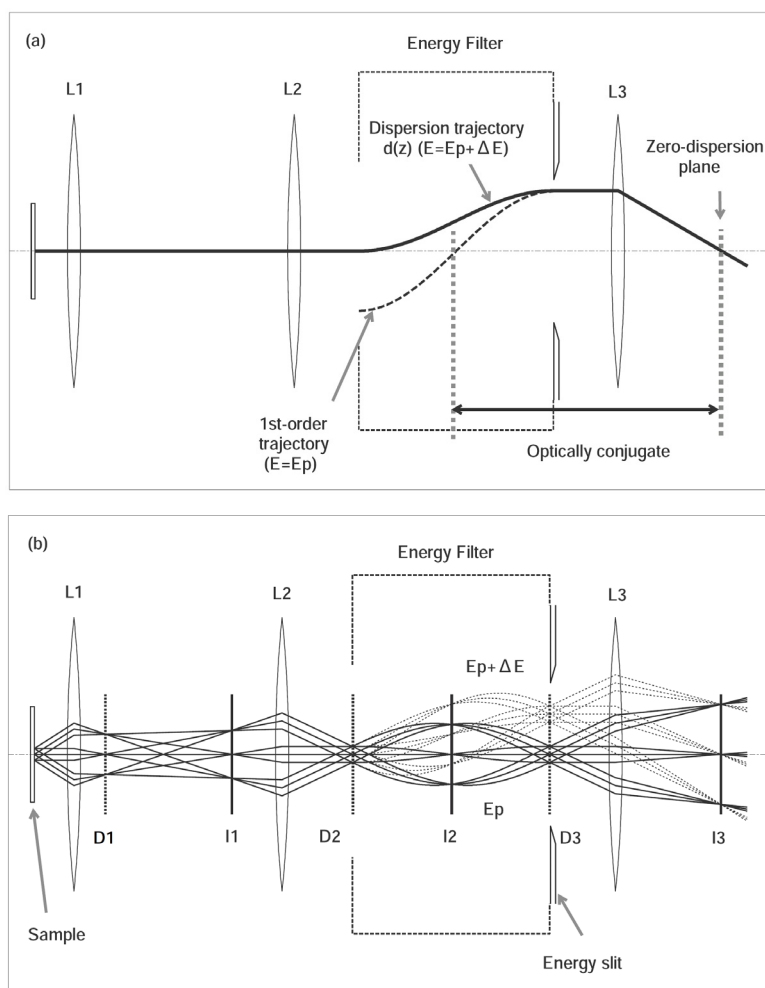 (a)
Energy Filter
L1
L2
L3
Dispersion trajectory
d(z) (E=Ep+ΔE)
Zero-dispersion
plane
1st-order
trajectory
(E=Ep)
Optically conjugate
(b)
Energy Filter
L1
L2
L3
Ep+ΔE
Ep
D1
I1
D2
I2
D3
I3
Sample
Energy slit